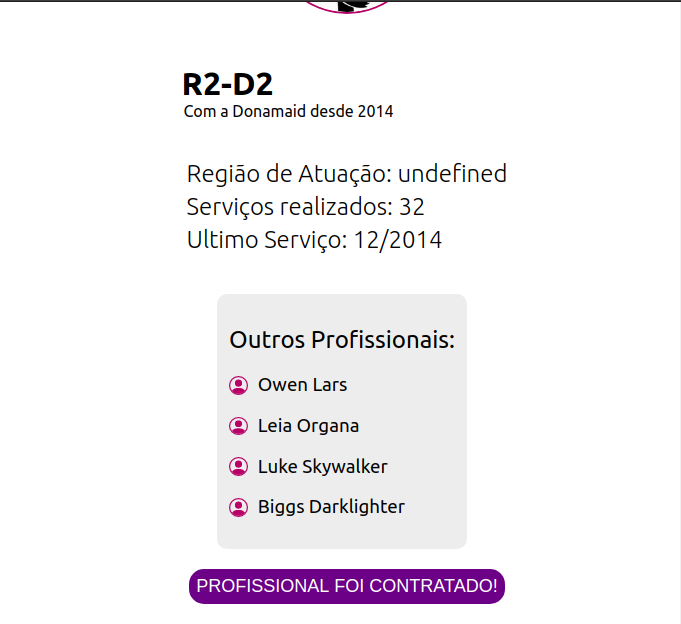 R2-D2
Com a Donamaid desde 2014
Região de Atuação: undefined
Serviços realizados: 32
Ultimo Serviço: 12/2014
Outros Profissionais:
Owen Lars
Leia Organa
Luke Skywalker
Biggs Darklighter
PROFISSIONAL FOI CONTRATADO!